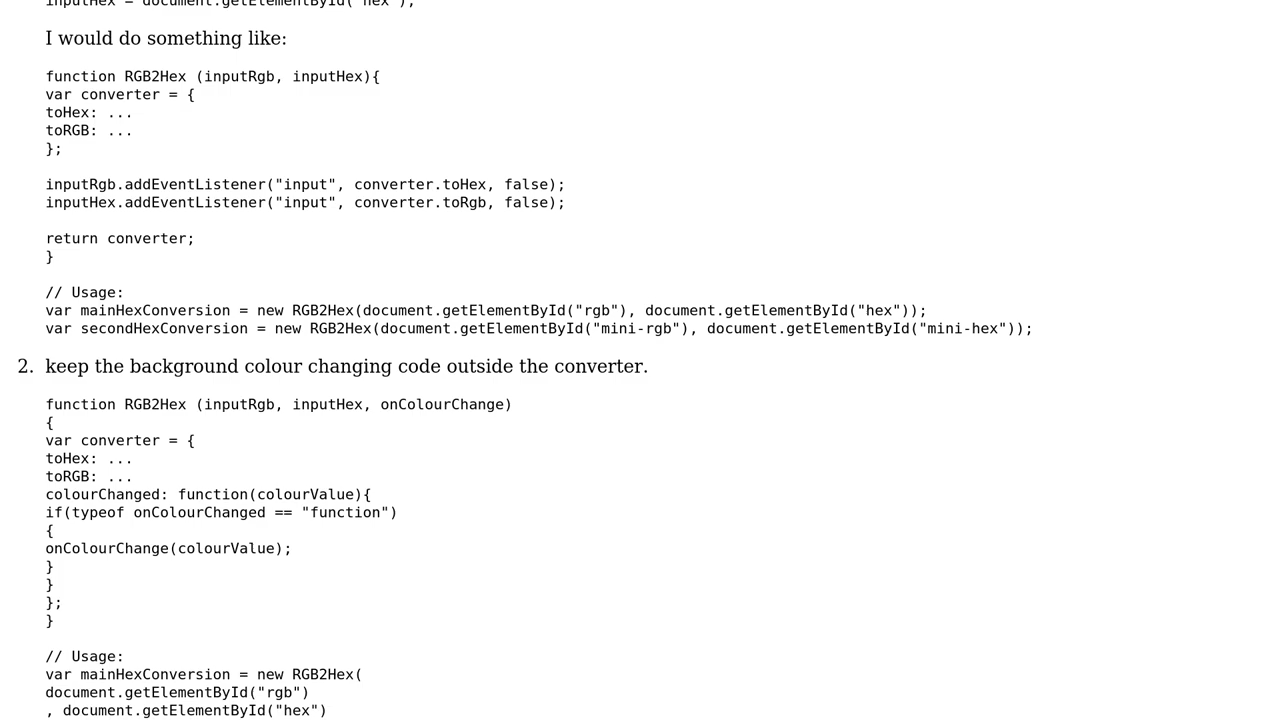 inputHex = document.getElementById("hex"),
I would do something like:
function RGB2Hex (inputRgb, inputHex){
var converter = {
toHex: ...
toRGB: ...
};
inputRgb.addEventListener("input", converter.toHex, false);
inputHex.addEventListener("input", converter.toRgb, false);
return converter;
}
// Usage:
var mainHexConversion = new RGB2Hex(document.getElementById("rgb"), document.getElementById("hex"));
var secondHexConversion = new RGB2Hex(document.getElementById("mini-rgb"), document.getElementById("mini-hex"));
2. keep the background colour changing code outside the converter.
function RGB2Hex (inputRgb, inputHex, onColourChange)
{
var converter = {
toHex: ...
toRGB: ...
colourChanged: function(colourValue){
if(typeof onColourChanged == "function")
{
onColourChange(colourValue);
}
}
};
}
// Usage:
var mainHexConversion = new RGB2Hex(
document.getElementById("rgb")
, document.getElementById("hex")